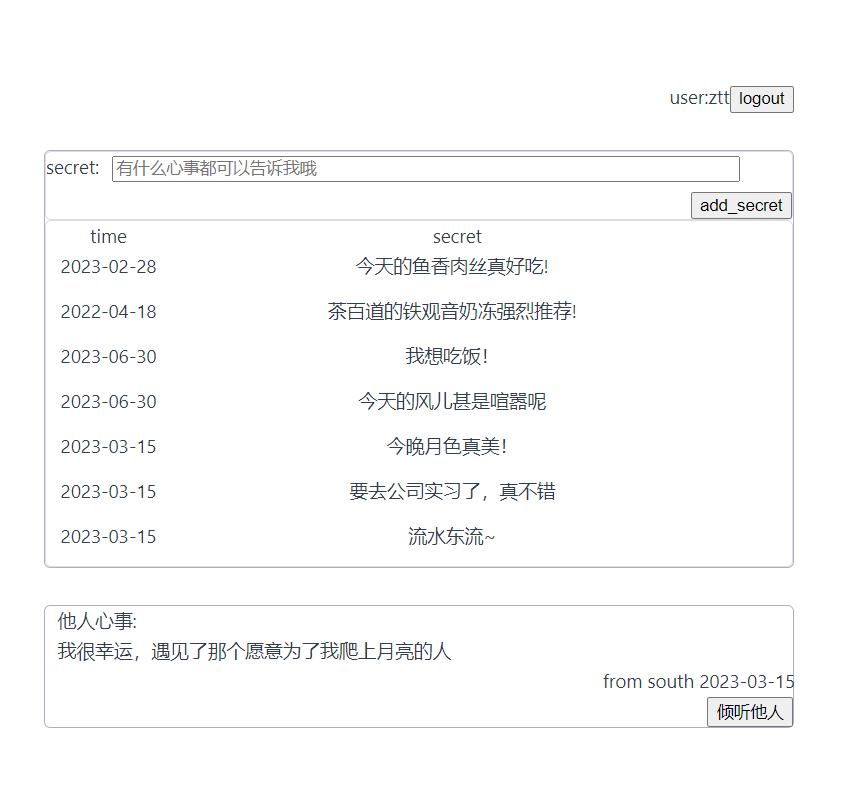 user:ztt logout
secret: 有什么心事都可以告诉我哦
add_secret
time secret
2023-02-28 今天的鱼香肉丝真好吃!
2022-04-18 茶百道的铁观音奶冻强烈推荐!
2023-06-30 我想吃饭！
2023-06-30 今天的风儿甚是喧嚣呢
2023-03-15 今晚月色真美！
2023-03-15 要去公司实习了，真不错
2023-03-15 流水东流~
他人心事:
我很幸运，遇见了那个愿意为了我爬上月亮的人
from south 2023-03-15
倾听他人